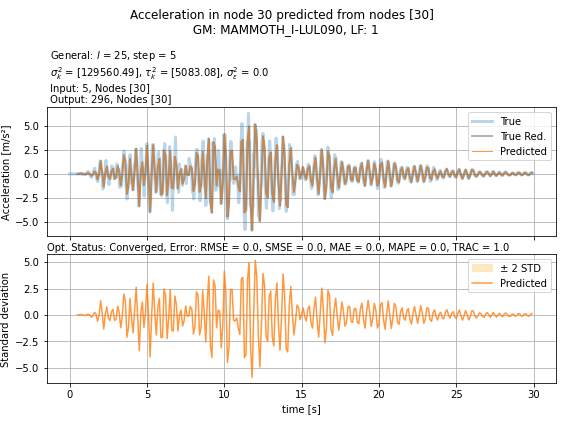 Acceleration in node 30 predicted from nodes [30]
GM: MAMMOTH_I-LUL090, LF: 1
General: l = 25, step = 5
σ²ₖ = [129560.49], τ²ₖ = [5083.08], σ²ε = 0.0
Input: 5, Nodes [30]
Output: 296, Nodes [30]
Acceleration [m/s²]
5.0
2.5
0.0
−2.5
−5.0
True
True Red.
Predicted
Opt. Status: Converged, Error: RMSE = 0.0, SMSE = 0.0, MAE = 0.0, MAPE = 0.0, TRAC = 1.0
Standard deviation
5.0
2.5
0.0
−2.5
−5.0
± 2 STD
Predicted
0 5 10 15 20 25 30
time [s]